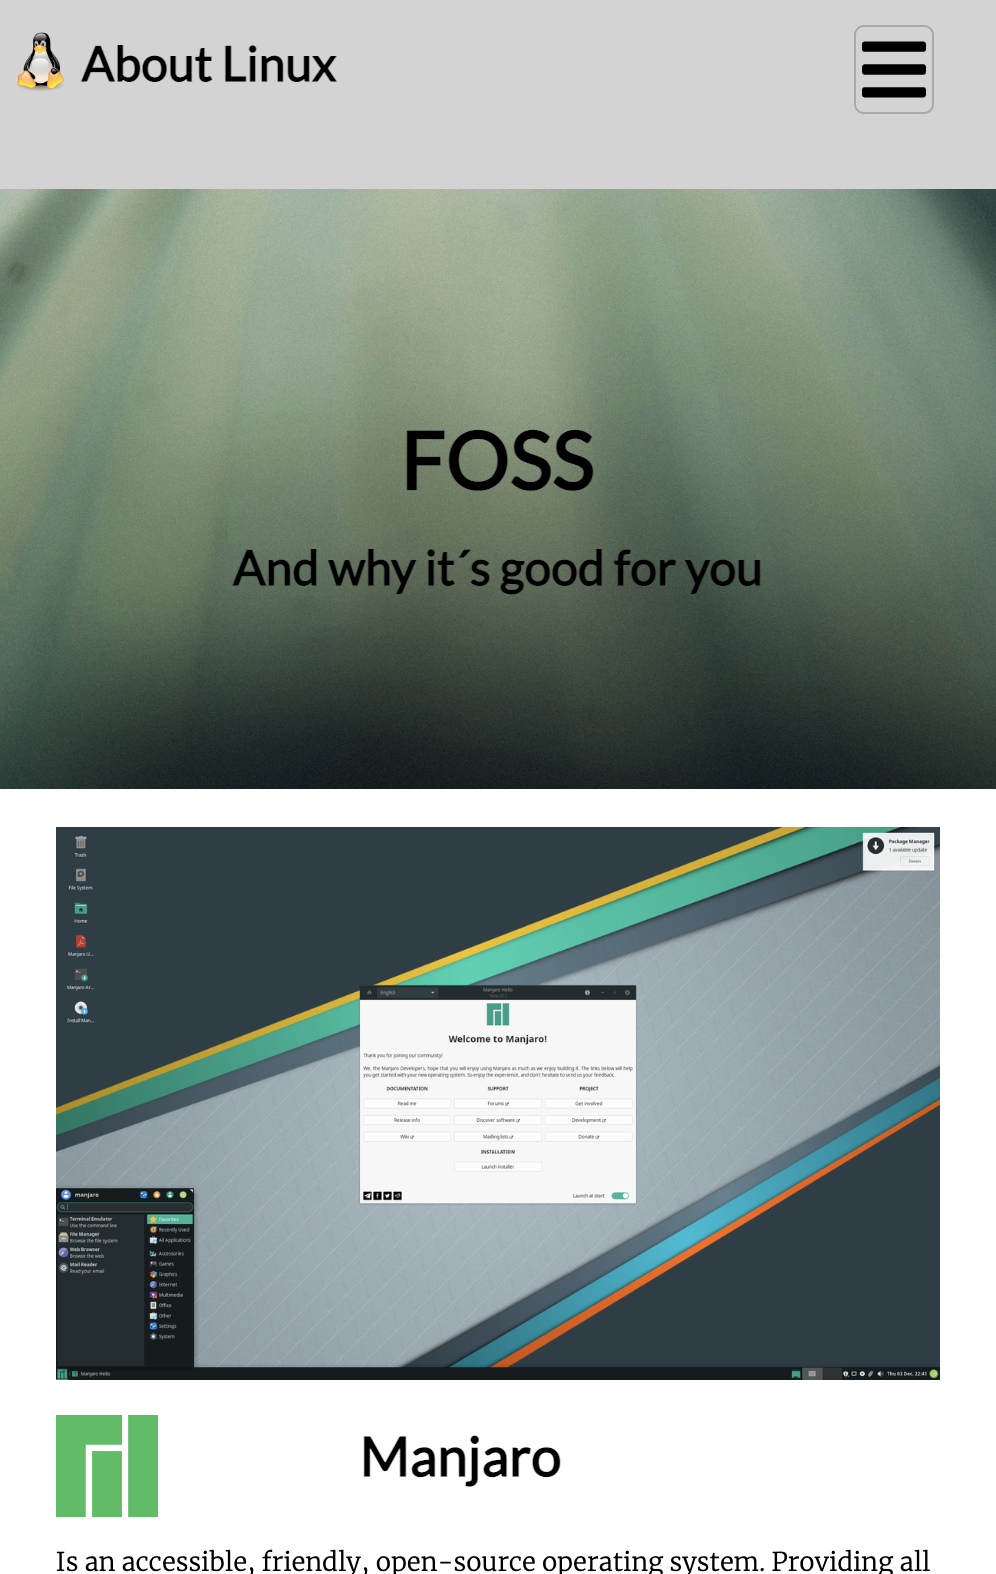 About Linux
FOSS
And why it´s good for you
Trash
File System
Home
Manjaro U...
Manjaro-Ar...
Install Man...
Package Manager
1 available update
Details
English
Manjaro Hello
Welcome to Manjaro!
Thank you for joining our community!
We, the Manjaro Developers, hope that you will enjoy using Manjaro as much as we enjoy building it. The links below will help
you get started with your new operating system. So enjoy the experience, and don't hesitate to send us your feedback.
DOCUMENTATION SUPPORT PROJECT
Read me Forums Get involved
Release info Discover software Development
Wiki Mailling lists Donate
INSTALLATION
Launch installer
Launch at start
manjaro
Terminal Emulator
Use the command line
File Manager
Browse the file system
Web Browser
Browse the web
Mail Reader
Read your email
Favorites
Recently Used
All Applications
Accessories
Games
Graphics
Internet
Multimedia
Office
Other
Settings
System
Manjaro Hello
Thu 03 Dec, 22:41
Manjaro
Is an accessible, friendly, open-source operating system. Providing all